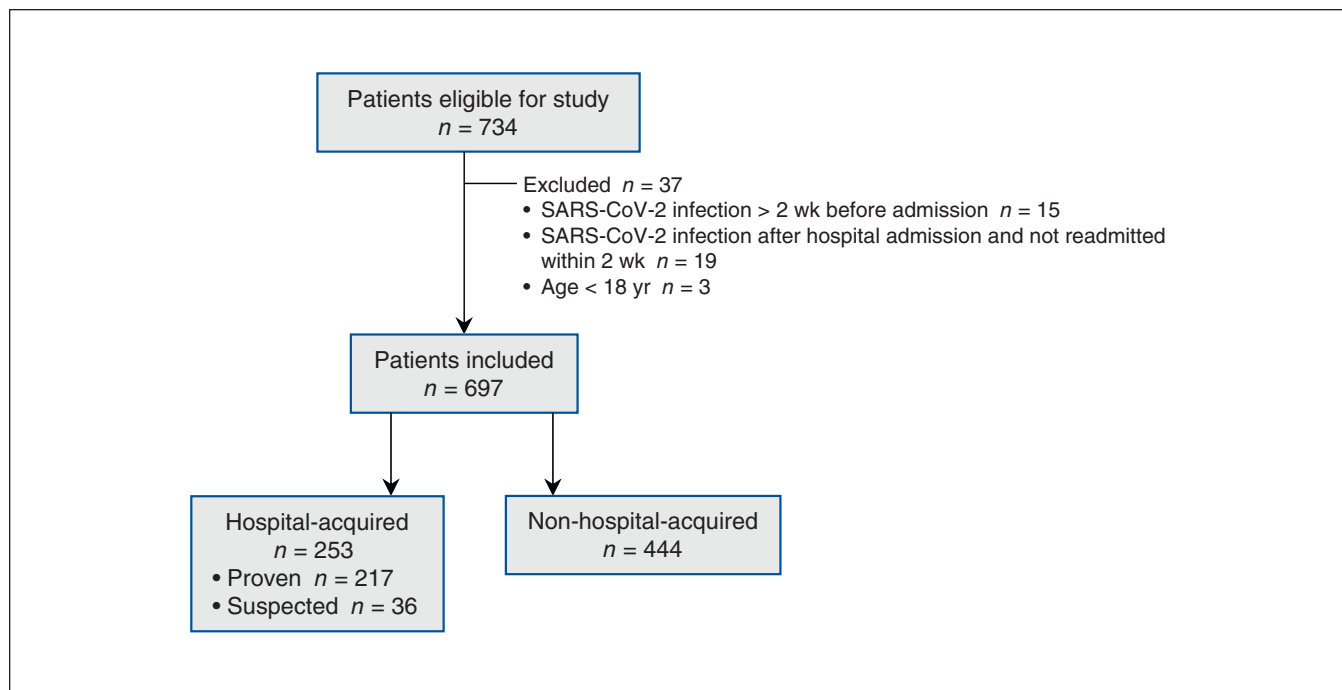 Patients eligible for study
n = 734
Excluded n = 37
• SARS-CoV-2 infection > 2 wk before admission n = 15
• SARS-CoV-2 infection after hospital admission and not readmitted
within 2 wk n = 19
• Age < 18 yr n = 3
Patients included
n = 697
Hospital-acquired
n = 253
• Proven n = 217
• Suspected n = 36
Non-hospital-acquired
n = 444